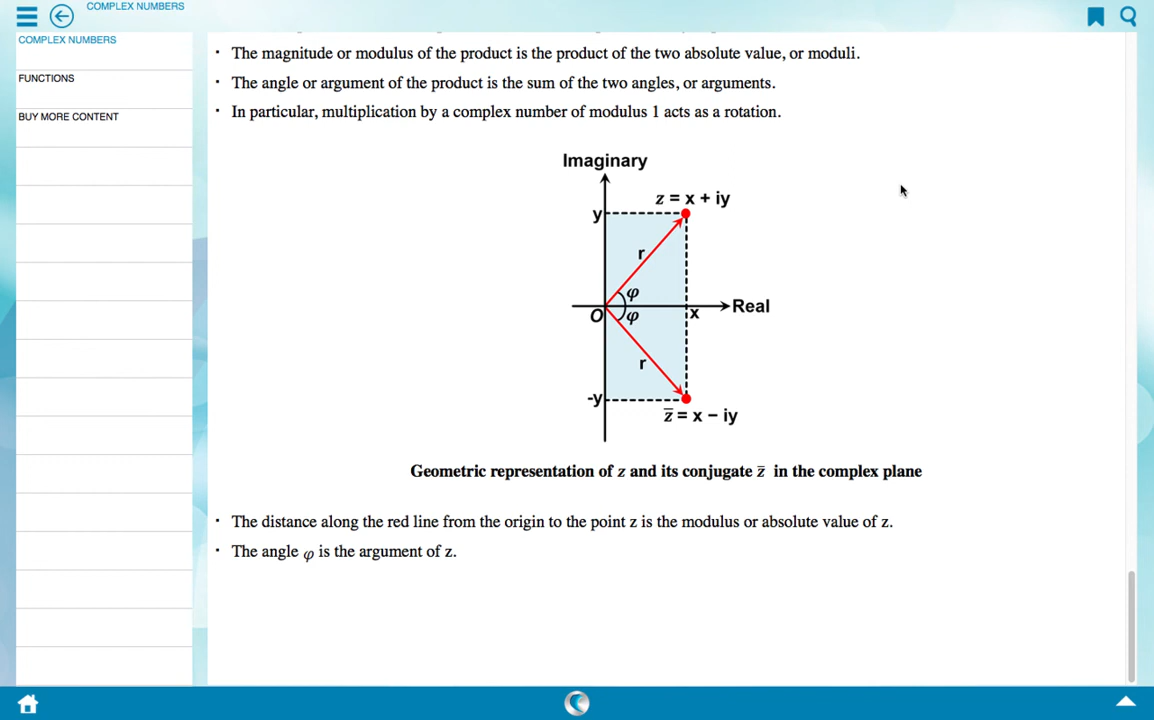 COMPLEX NUMBERS
COMPLEX NUMBERS
FUNCTIONS
BUY MORE CONTENT
• The magnitude or modulus of the product is the product of the two absolute value, or moduli.
• The angle or argument of the product is the sum of the two angles, or arguments.
• In particular, multiplication by a complex number of modulus 1 acts as a rotation.
Imaginary
z = x + iy
y
r
φ
Real
O
φ
x
r
-y
z̅ = x − iy
Geometric representation of z and its conjugate z̅ in the complex plane
• The distance along the red line from the origin to the point z is the modulus or absolute value of z.
• The angle φ is the argument of z.